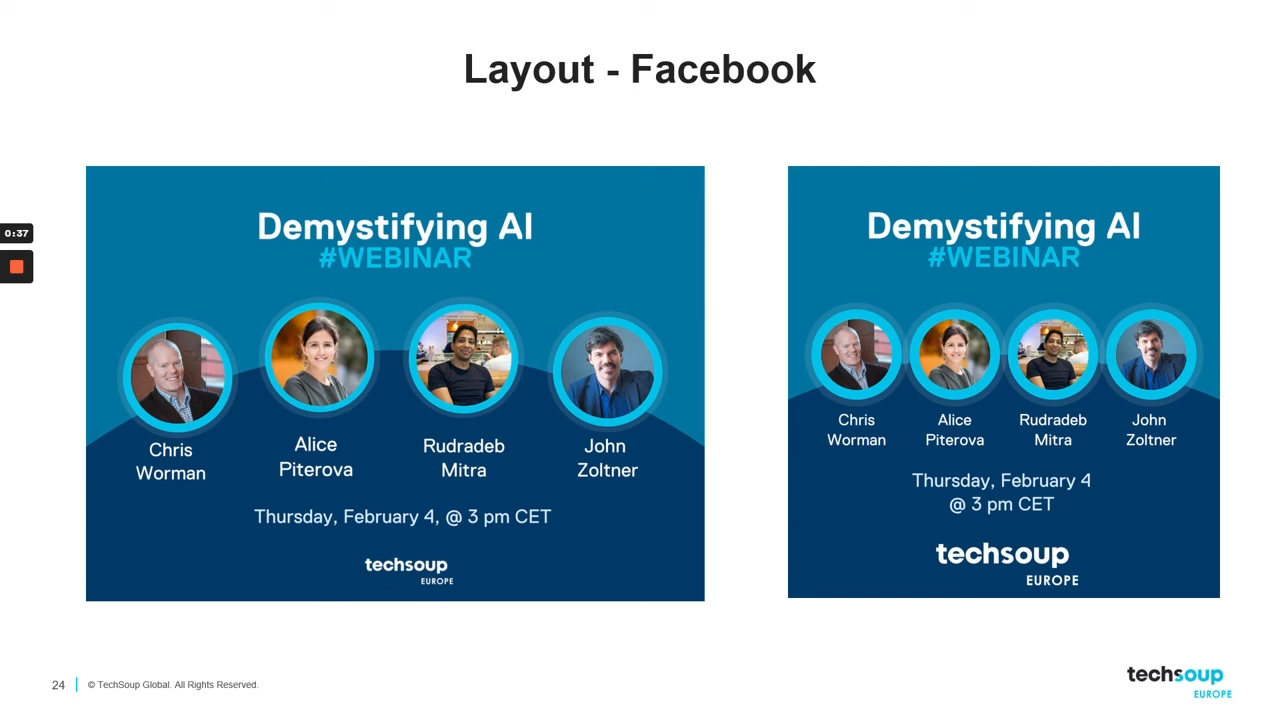 Layout - Facebook
0:37
Demystifying AI
#WEBINAR
Chris
Worman
Alice
Piterova
Rudradeb
Mitra
John
Zoltner
Thursday, February 4, @ 3 pm CET
techsoup
EUROPE
Demystifying AI
#WEBINAR
Chris
Worman
Alice
Piterova
Rudradeb
Mitra
John
Zoltner
Thursday, February 4
@ 3 pm CET
techsoup
EUROPE
24
© TechSoup Global. All Rights Reserved.
techsoup
EUROPE